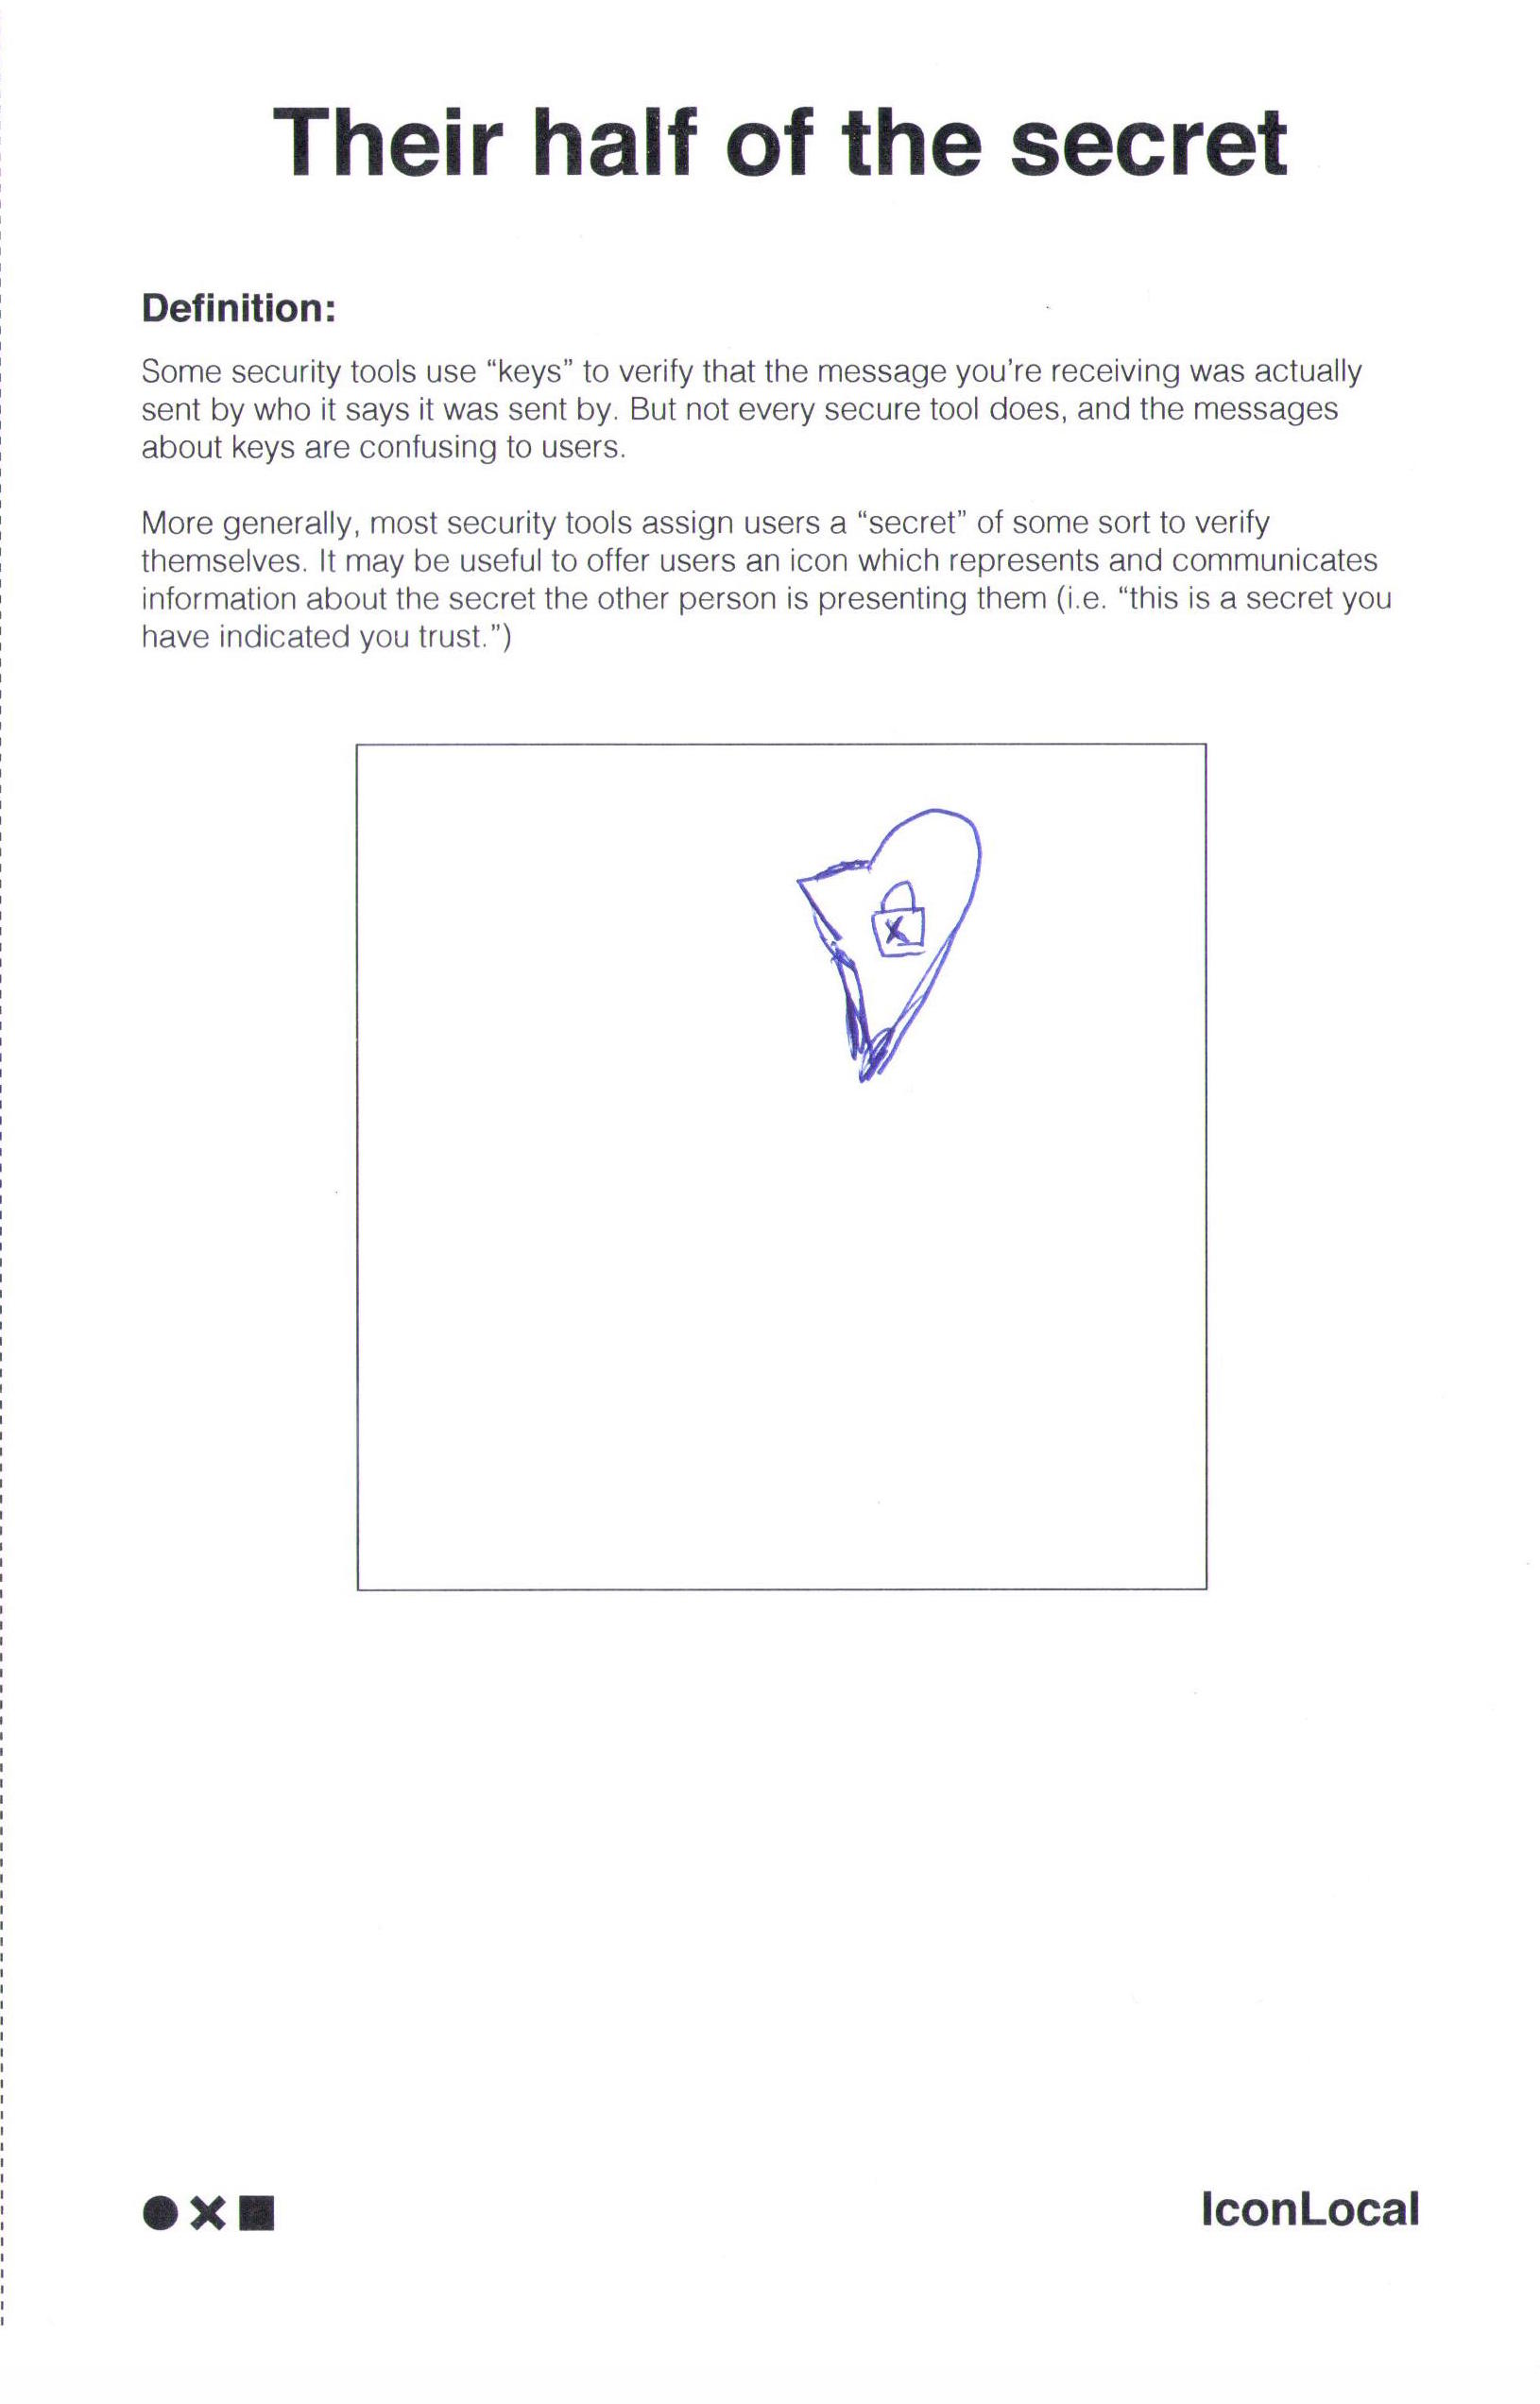 Their half of the secret
Definition:
Some security tools use “keys” to verify that the message you’re receiving was actually
sent by who it says it was sent by. But not every secure tool does, and the messages
about keys are confusing to users.
More generally, most security tools assign users a “secret” of some sort to verify
themselves. It may be useful to offer users an icon which represents and communicates
information about the secret the other person is presenting them (i.e. “this is a secret you
have indicated you trust.”)
x
IconLocal